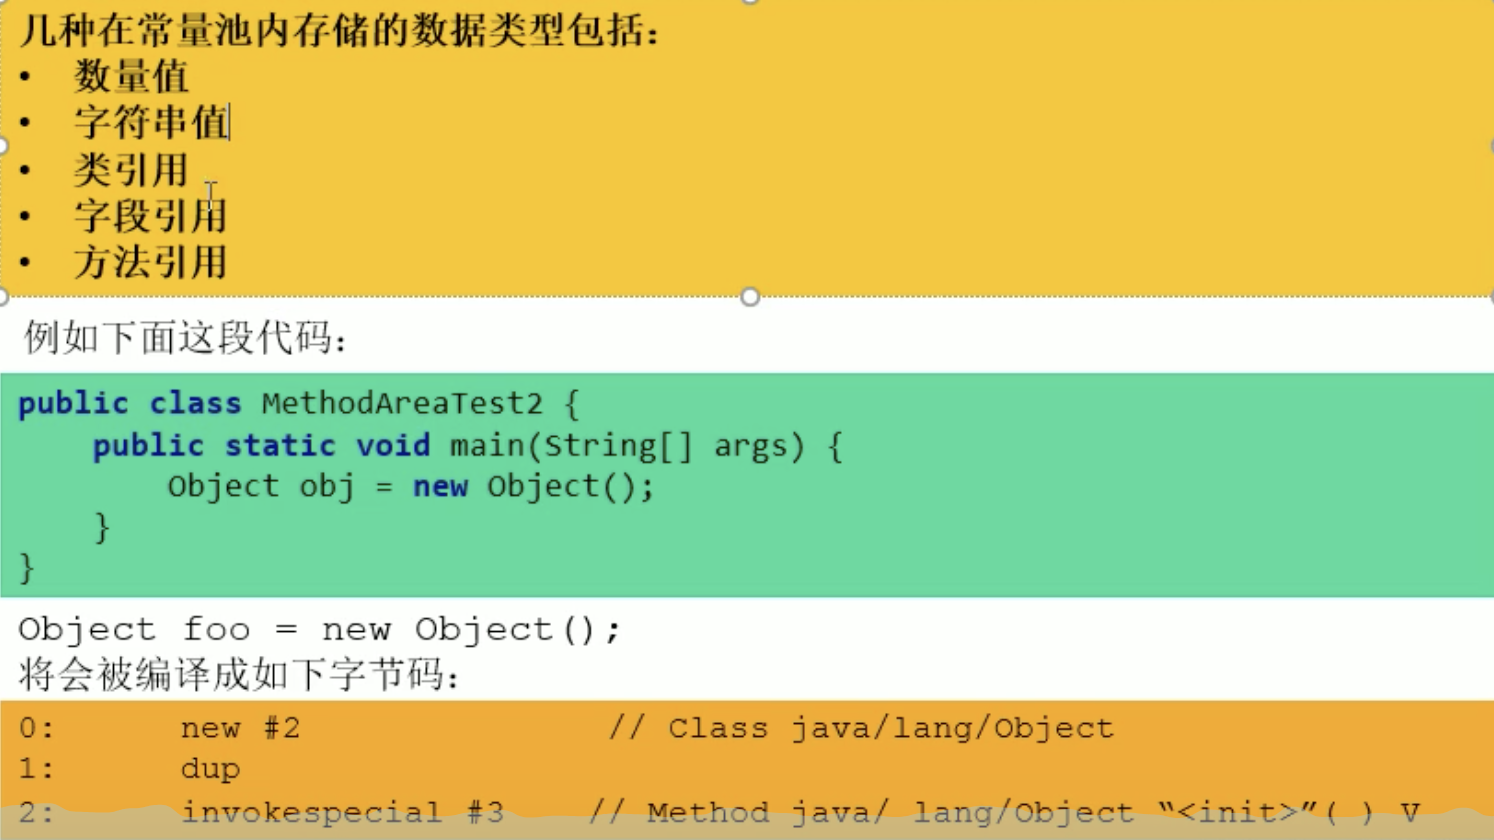 几种在常量池内存储的数据类型包括：
• 数量值
• 字符串值
• 类引用
• 字段引用
• 方法引用
例如下面这段代码：
public class MethodAreaTest2 {
    public static void main(String[] args) {
        Object obj = new Object();
    }
}
Object foo = new Object();
将会被编译成如下字节码：
0:      new #2      // Class java/lang/Object
1:      dup
2:      invokespecial #3      // Method java/ lang/Object “<init>”( ) V